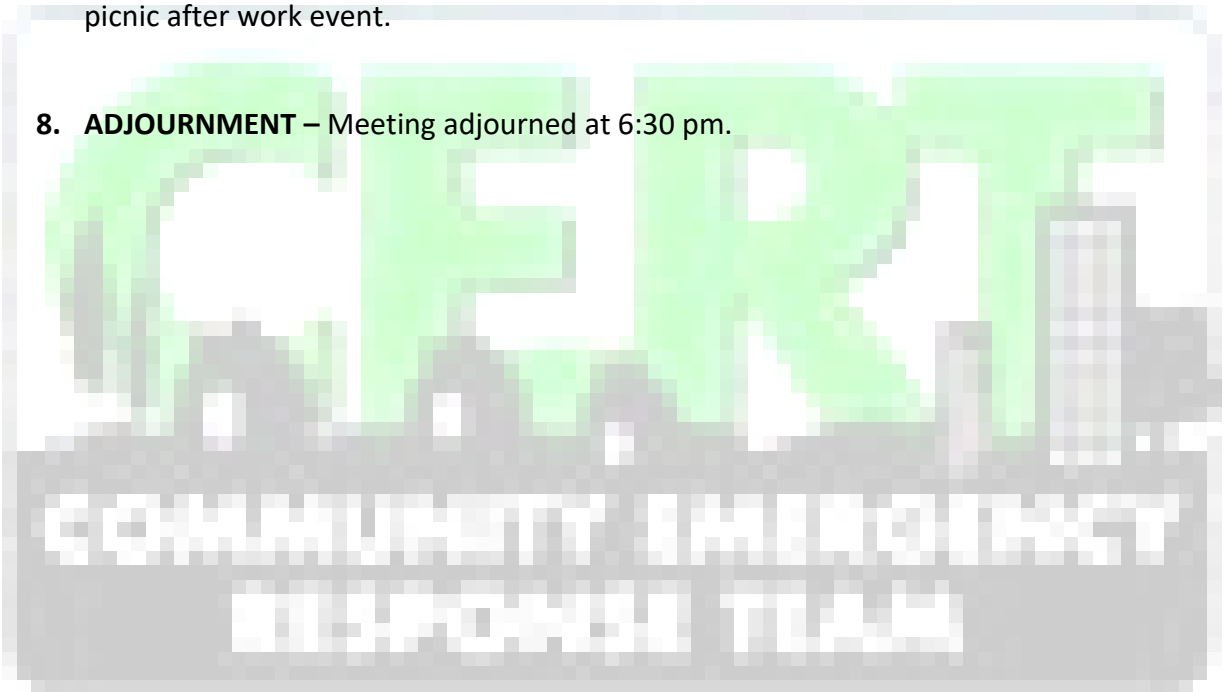 picnic after work event.
8. ADJOURNMENT – Meeting adjourned at 6:30 pm.
CERT
COMMUNITY EMERGENCY
RESPONSE TEAM